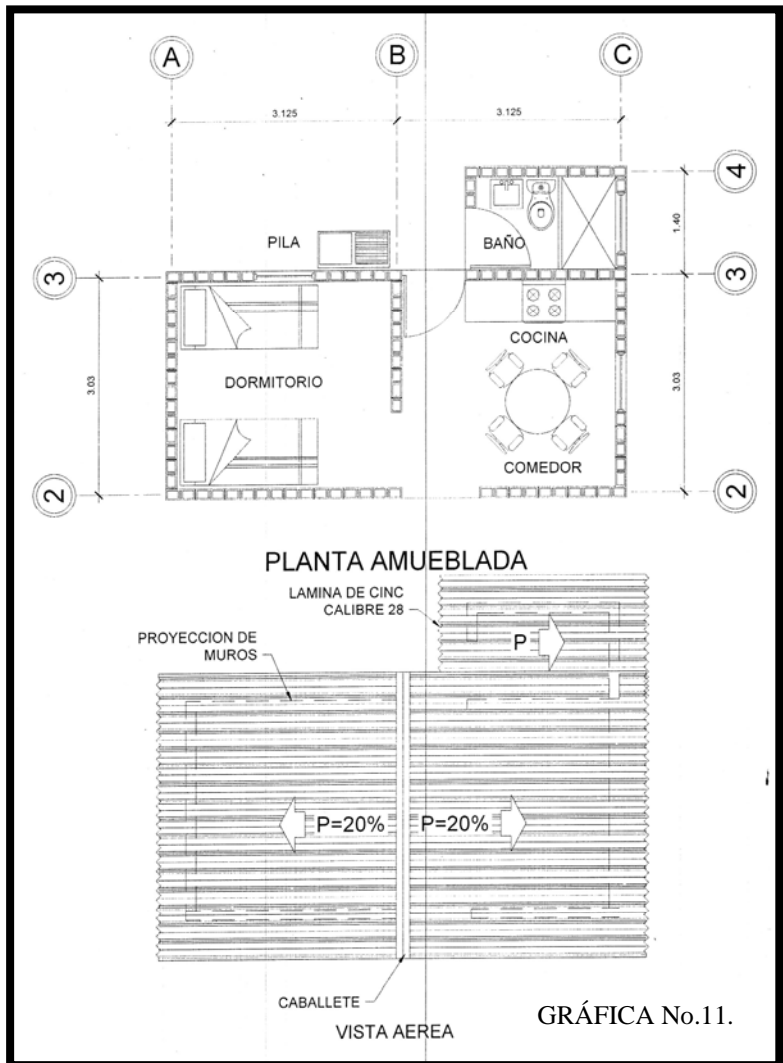 A
B
C
3.125
3.125
4
1.40
PILA
BAÑO
3
3
COCINA
3.03
DORMITORIO
3.03
COMEDOR
2
2
PLANTA AMUEBLADA
LAMINA DE CINC
CALIBRE 28
P
PROYECCION DE
MUROS
P=20%
P=20%
CABALLETE
VISTA AEREA
GRÁFICA No.11.